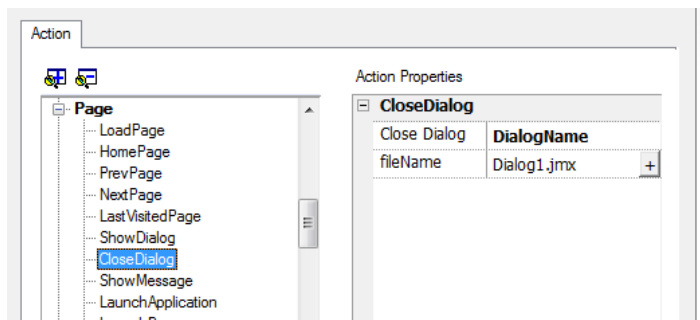 Action
Action Properties
Page
LoadPage
HomePage
PrevPage
NextPage
LastVisitedPage
ShowDialog
CloseDialog
ShowMessage
LaunchApplication
CloseDialog
Close Dialog DialogName
fileName Dialog1.jmx +